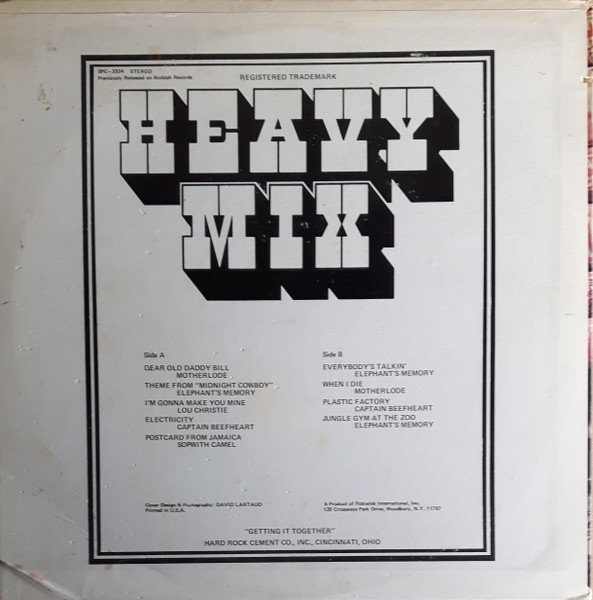 SPC-3324 STEREO
Previously Released on Buddah Records
REGISTERED TRADEMARK
HEAVY
MIX
Side A
DEAR OLD DADDY BILL
MOTHERLODE
THEME FROM "MIDNIGHT COWBOY"
ELEPHANT'S MEMORY
I'M GONNA MAKE YOU MINE
LOU CHRISTIE
ELECTRICITY
CAPTAIN BEEFHEART
POSTCARD FROM JAMAICA
SOPWITH CAMEL
Side B
EVERYBODY'S TALKIN'
ELEPHANT'S MEMORY
WHEN I DIE
MOTHERLODE
PLASTIC FACTORY
CAPTAIN BEEFHEART
JUNGLE GYM AT THE ZOO
ELEPHANT'S MEMORY
Cover Design & Photography: DAVID LARTAUD
Printed in U.S.A.
A Product of Pickwick International, Inc.
135 Crossways Park Drive, Woodbury, N.Y. 11797
"GETTING IT TOGETHER"
HARD ROCK CEMENT CO., INC., CINCINNATI, OHIO